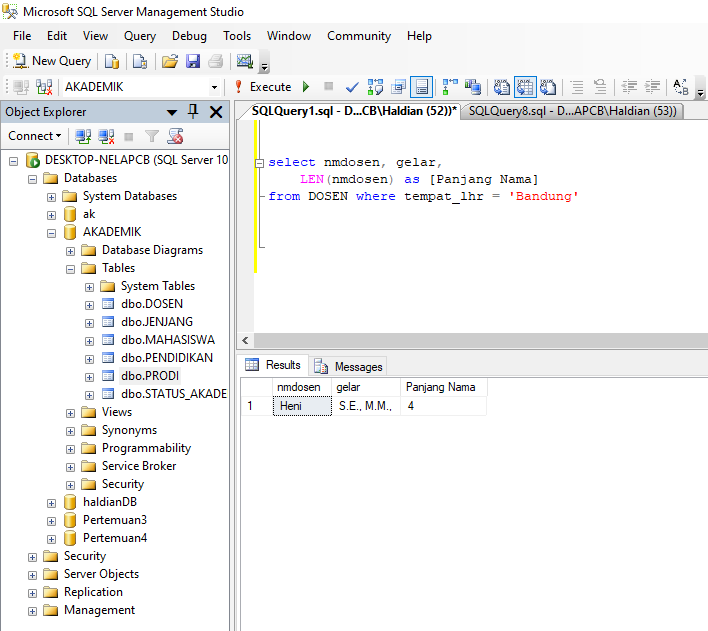 Microsoft SQL Server Management Studio
File Edit View Query Debug Tools Window Community Help
New Query
AKADEMIK
Execute
Object Explorer
Connect
DESKTOP-NELAPCB (SQL Server 10
Databases
System Databases
ak
AKADEMIK
Database Diagrams
Tables
System Tables
dbo.DOSEN
dbo.JENJANG
dbo.MAHASISWA
dbo.PENDIDIKAN
dbo.PRODI
dbo.STATUS_AKADE
Views
Synonyms
Programmability
Service Broker
Security
haldianDB
Pertemuan3
Pertemuan4
Security
Server Objects
Replication
Management
SQLQuery1.sql - D...CB\Haldian (52))* SQLQuery8.sql - D...APCB\Haldian (53))
select nmdosen, gelar,
LEN(nmdosen) as [Panjang Nama]
from DOSEN where tempat_lhr = 'Bandung'
Results Messages
nmdosen gelar Panjang Nama
1 Heni S.E., M.M., 4